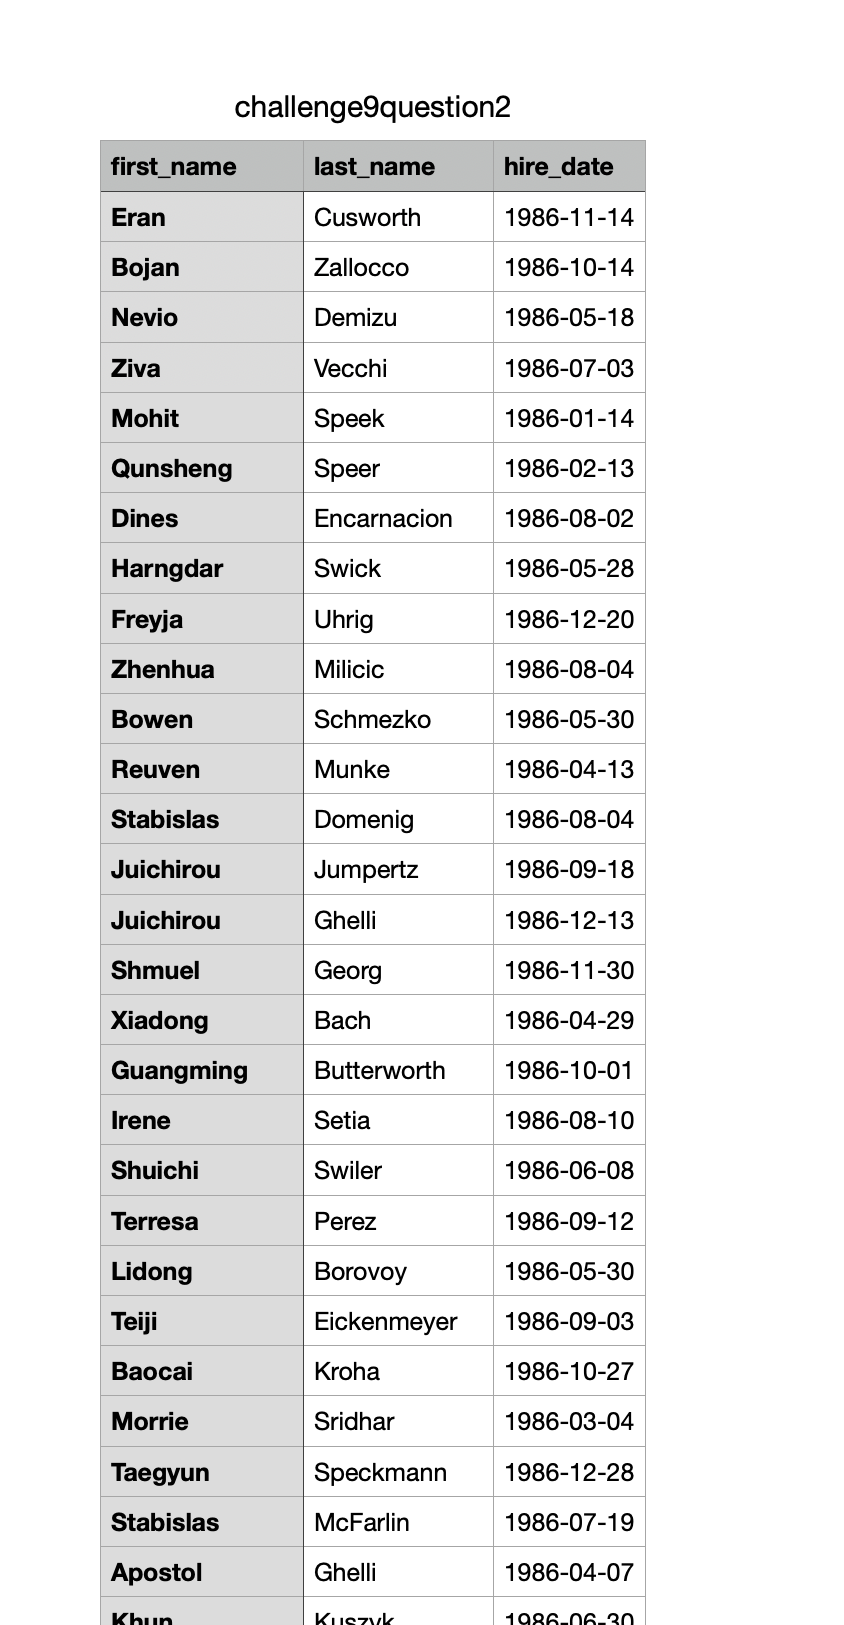 challenge9question2
first_name last_name hire_date
Eran Cusworth 1986-11-14
Bojan Zallocco 1986-10-14
Nevio Demizu 1986-05-18
Ziva Vecchi 1986-07-03
Mohit Speek 1986-01-14
Qunsheng Speer 1986-02-13
Dines Encarnacion 1986-08-02
Harngdar Swick 1986-05-28
Freyja Uhrig 1986-12-20
Zhenhua Milicic 1986-08-04
Bowen Schmezko 1986-05-30
Reuven Munke 1986-04-13
Stabislas Domenig 1986-08-04
Juichirou Jumpertz 1986-09-18
Juichirou Ghelli 1986-12-13
Shmuel Georg 1986-11-30
Xiadong Bach 1986-04-29
Guangming Butterworth 1986-10-01
Irene Setia 1986-08-10
Shuichi Swiler 1986-06-08
Terresa Perez 1986-09-12
Lidong Borovoy 1986-05-30
Teiji Eickenmeyer 1986-09-03
Baocai Kroha 1986-10-27
Morrie Sridhar 1986-03-04
Taegyun Speckmann 1986-12-28
Stabislas McFarlin 1986-07-19
Apostol Ghelli 1986-04-07
Khun Kuszyk 1986-06-30